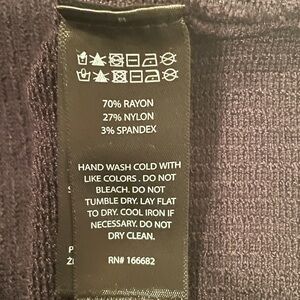 70% RAYON
27% NYLON
3% SPANDEX
HAND WASH COLD WITH
LIKE COLORS . DO NOT
BLEACH. DO NOT
TUMBLE DRY. LAY FLAT
TO DRY. COOL IRON IF
NECESSARY. DO NOT
DRY CLEAN.
RN# 166682